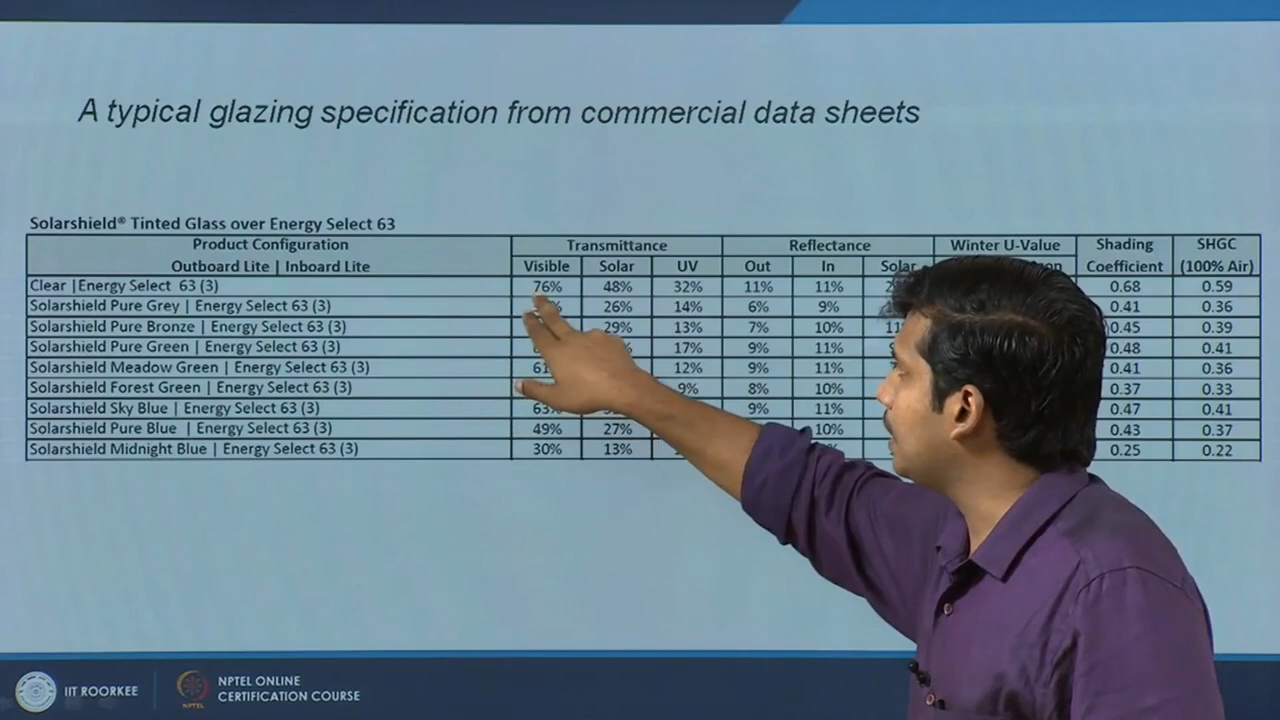 A typical glazing specification from commercial data sheets
Solarshield® Tinted Glass over Energy Select 63
Product Configuration Transmittance Reflectance Winter U-Value Shading SHGC
Outboard Lite | Inboard Lite Visible Solar UV Out In Solar Coefficient (100% Air)
Clear |Energy Select 63 (3) 76% 48% 32% 11% 11% 0.68 0.59
Solarshield Pure Grey | Energy Select 63 (3) 26% 14% 6% 9% 0.41 0.36
Solarshield Pure Bronze | Energy Select 63 (3) 29% 13% 7% 10% 0.45 0.39
Solarshield Pure Green | Energy Select 63 (3) 17% 9% 11% 0.48 0.41
Solarshield Meadow Green | Energy Select 63 (3) 12% 9% 11% 0.41 0.36
Solarshield Forest Green | Energy Select 63 (3) 9% 8% 10% 0.37 0.33
Solarshield Sky Blue | Energy Select 63 (3) 63% 9% 11% 0.47 0.41
Solarshield Pure Blue | Energy Select 63 (3) 49% 27% 10% 0.43 0.37
Solarshield Midnight Blue | Energy Select 63 (3) 30% 13% 0.25 0.22
IIT ROORKEE
NPTEL ONLINE
CERTIFICATION COURSE
NPTEL